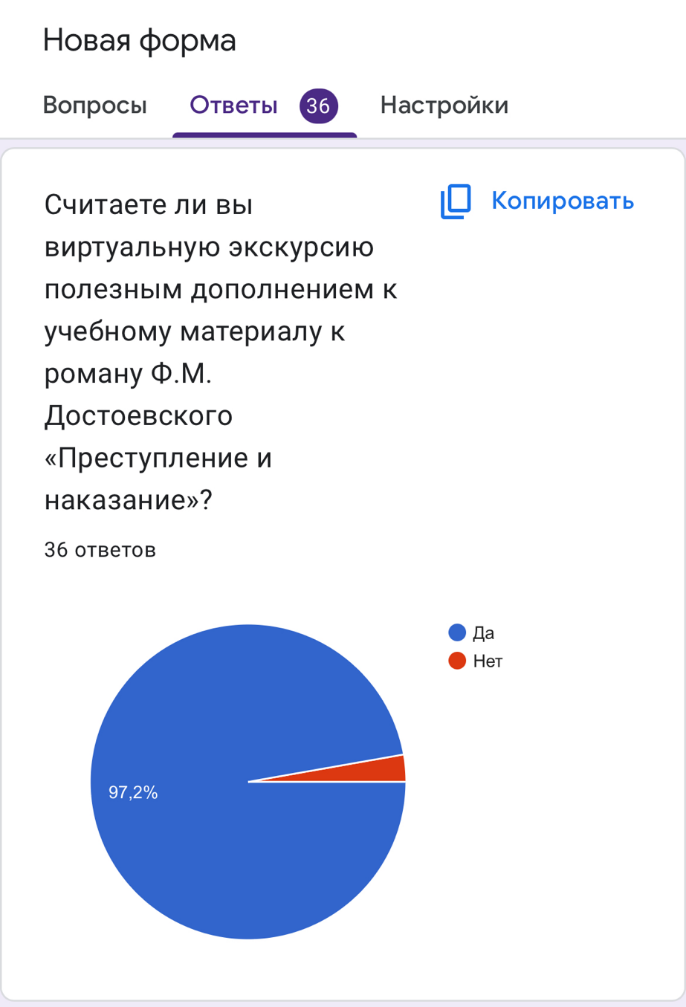 Новая форма
Вопросы Ответы 36 Настройки
Считаете ли вы
виртуальную экскурсию
полезным дополнением к
учебному материалу к
роману Ф.М.
Достоевского
«Преступление и
наказание»?
Копировать
36 ответов
Да
Нет
97,2%